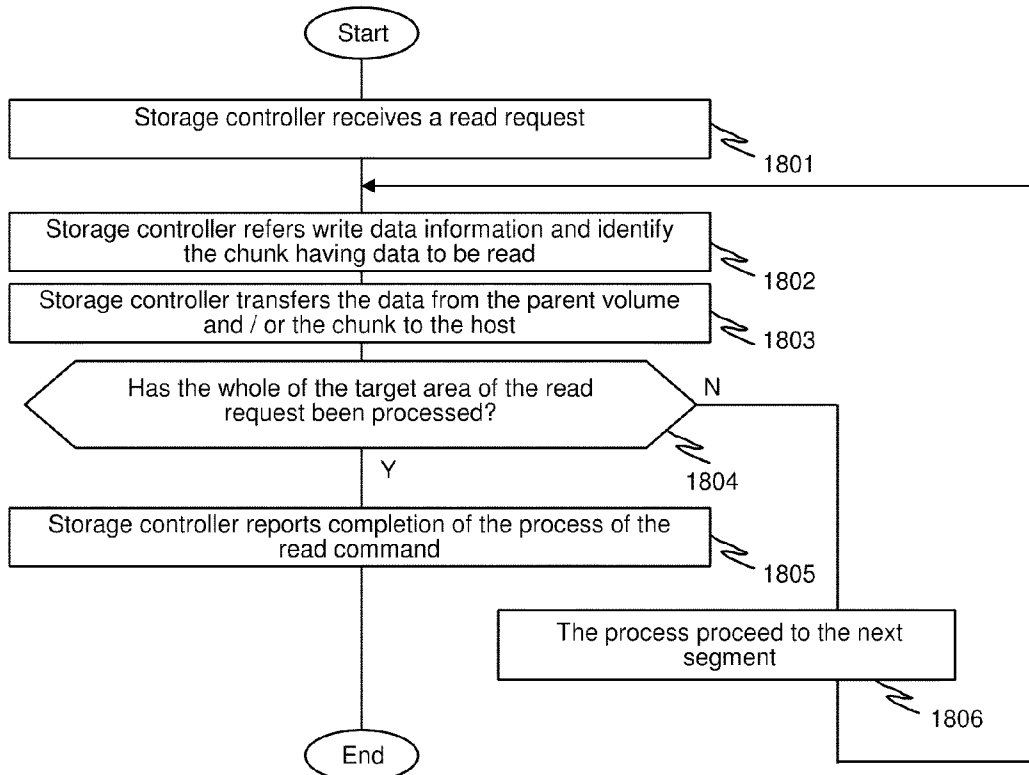 Start
Storage controller receives a read request
1801
Storage controller refers write data information and identify
the chunk having data to be read
1802
Storage controller transfers the data from the parent volume
and / or the chunk to the host
1803
Has the whole of the target area of the read
request been processed?
N
1804
Y
Storage controller reports completion of the process of the
read command
1805
The process proceed to the next
segment
1806
End